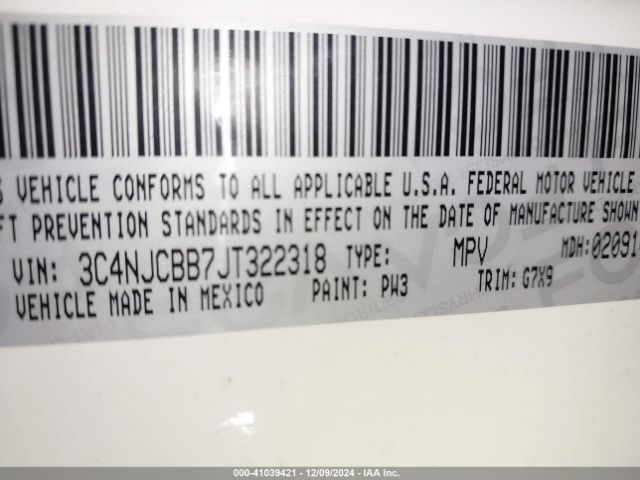 VEHICLE CONFORMS TO ALL APPLICABLE U.S.A. FEDERAL MOTOR VEHICLE
PREVENTION STANDARDS IN EFFECT ON THE DATE OF MANUFACTURE SHOWN
VIN: 3C4NJCBB7JT322318 TYPE: MPV MDH:02091
VEHICLE MADE IN MEXICO PAINT: PW3 TRIM: G7X9
000-41039421 - 12/09/2024 - IAA Inc.